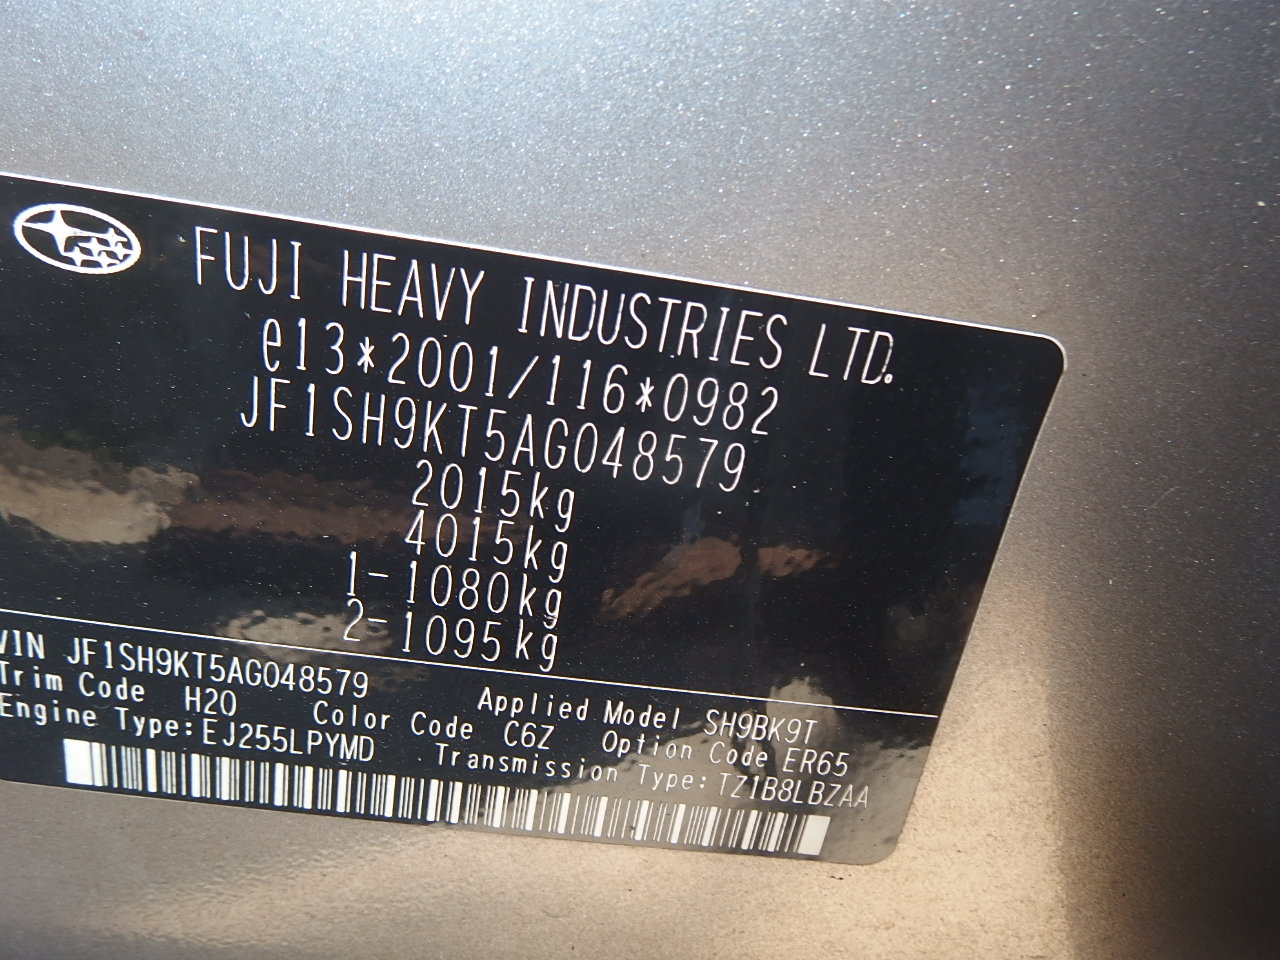 FUJI HEAVY INDUSTRIES LTD.
e13*2001/116*0982
JF1SH9KT5AG048579
2015kg
4015kg
1-1080kg
2-1095kg
VIN JF1SH9KT5AG048579 Applied Model SH9BK9T
Trim Code H20 Color Code C6Z Option Code ER65
Engine Type:EJ255LPYMD Transmission Type:TZ1B8LBZAA